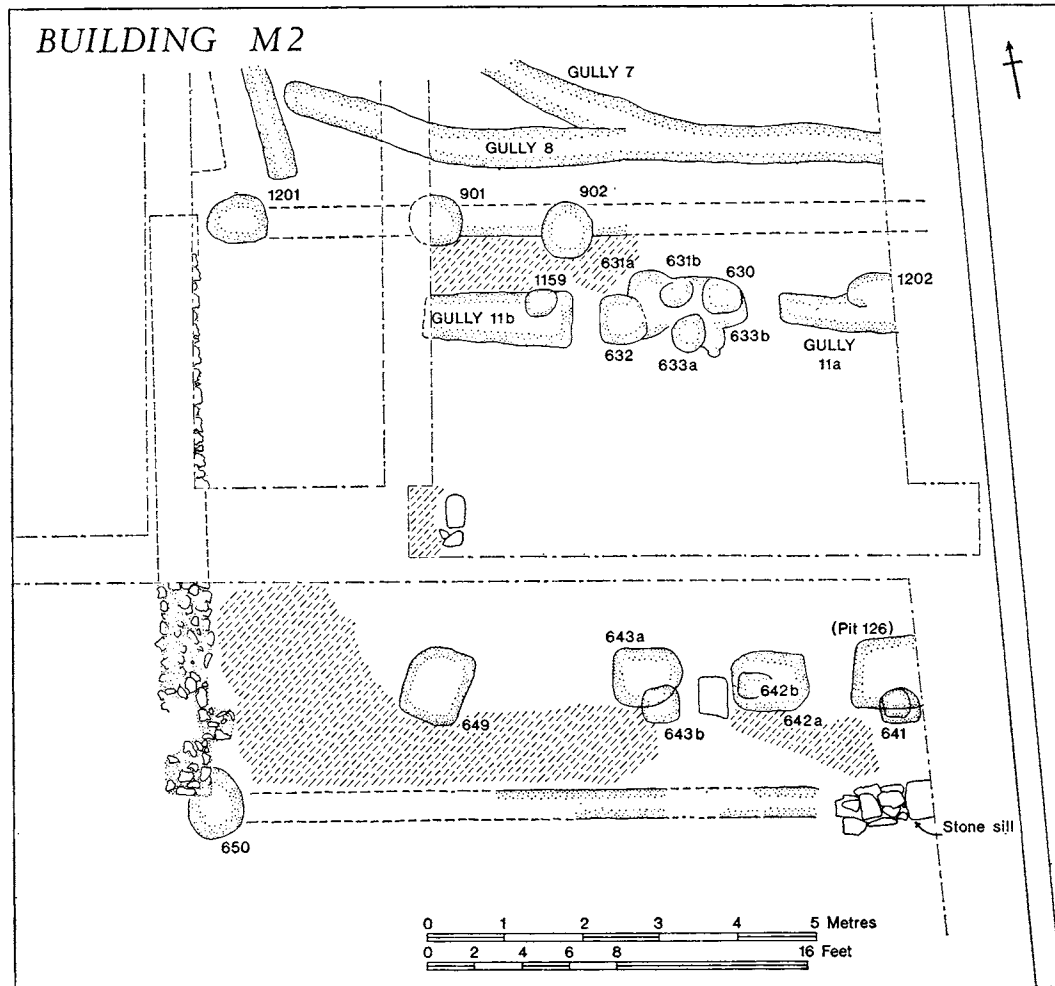 BUILDING M2
GULLY 7
GULLY 8
1201
901
902
631a
631b
630
1202
1159
GULLY 11b
632
633a
633b
GULLY
11a
643a
(Pit 126)
649
643b
642b
642a
641
650
Stone sill
0 1 2 3 4 5 Metres
0 2 4 6 8 16 Feet